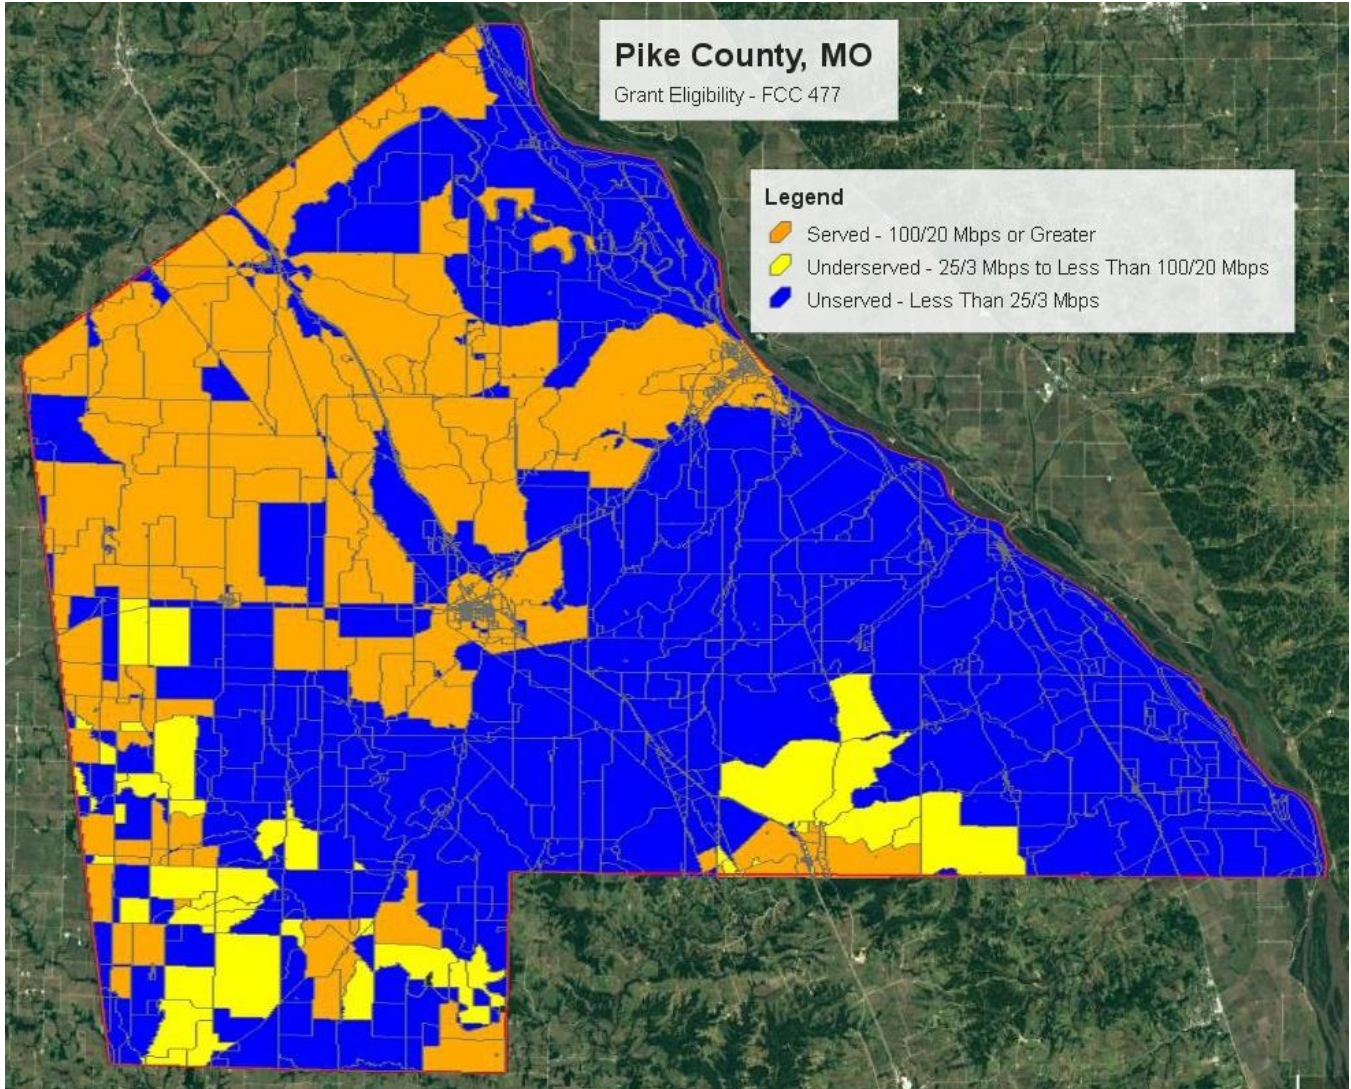 Pike County, MO
Grant Eligibility - FCC 477
Legend
Served - 100/20 Mbps or Greater
Underserved - 25/3 Mbps to Less Than 100/20 Mbps
Unserved - Less Than 25/3 Mbps